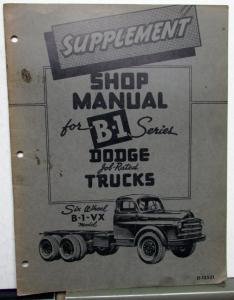 SUPPLEMENT
SHOP
MANUAL
for B-1 Series
DODGE
Job-Rated
TRUCKS
Six Wheel
B-1-VX
Model